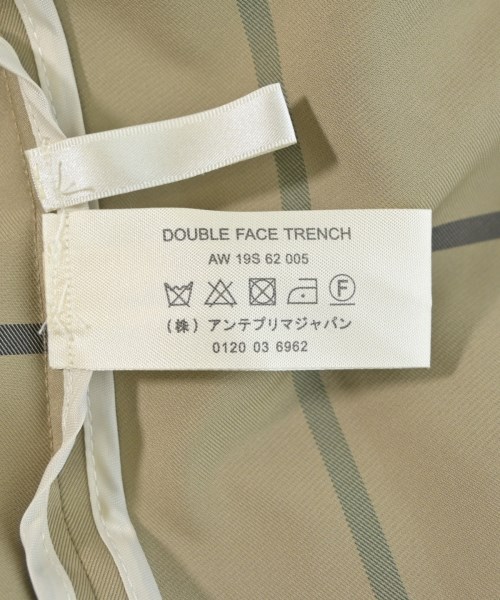 DOUBLE FACE TRENCH
AW 19S 62 005
F
(株) アンテプリマジャパン
0120 03 6962